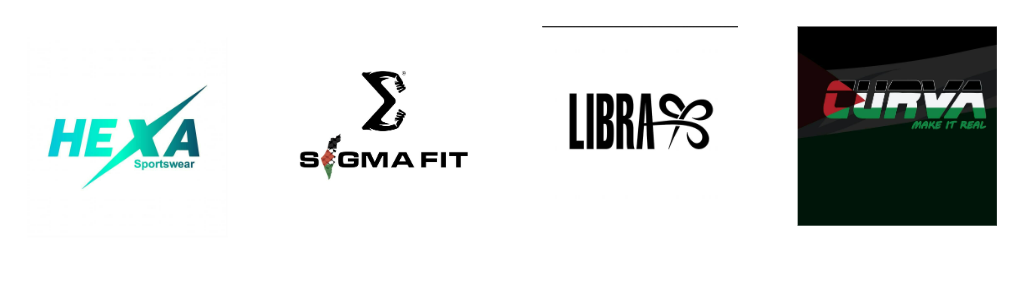 HEXA
Sportswear
SIGMA FIT
LIBRA
CURVA
MAKE IT REAL